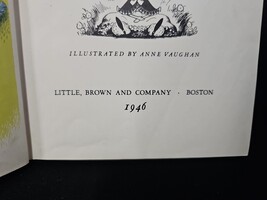 ILLUSTRATED BY ANNE VAUGHAN
LITTLE, BROWN AND COMPANY · BOSTON
1946